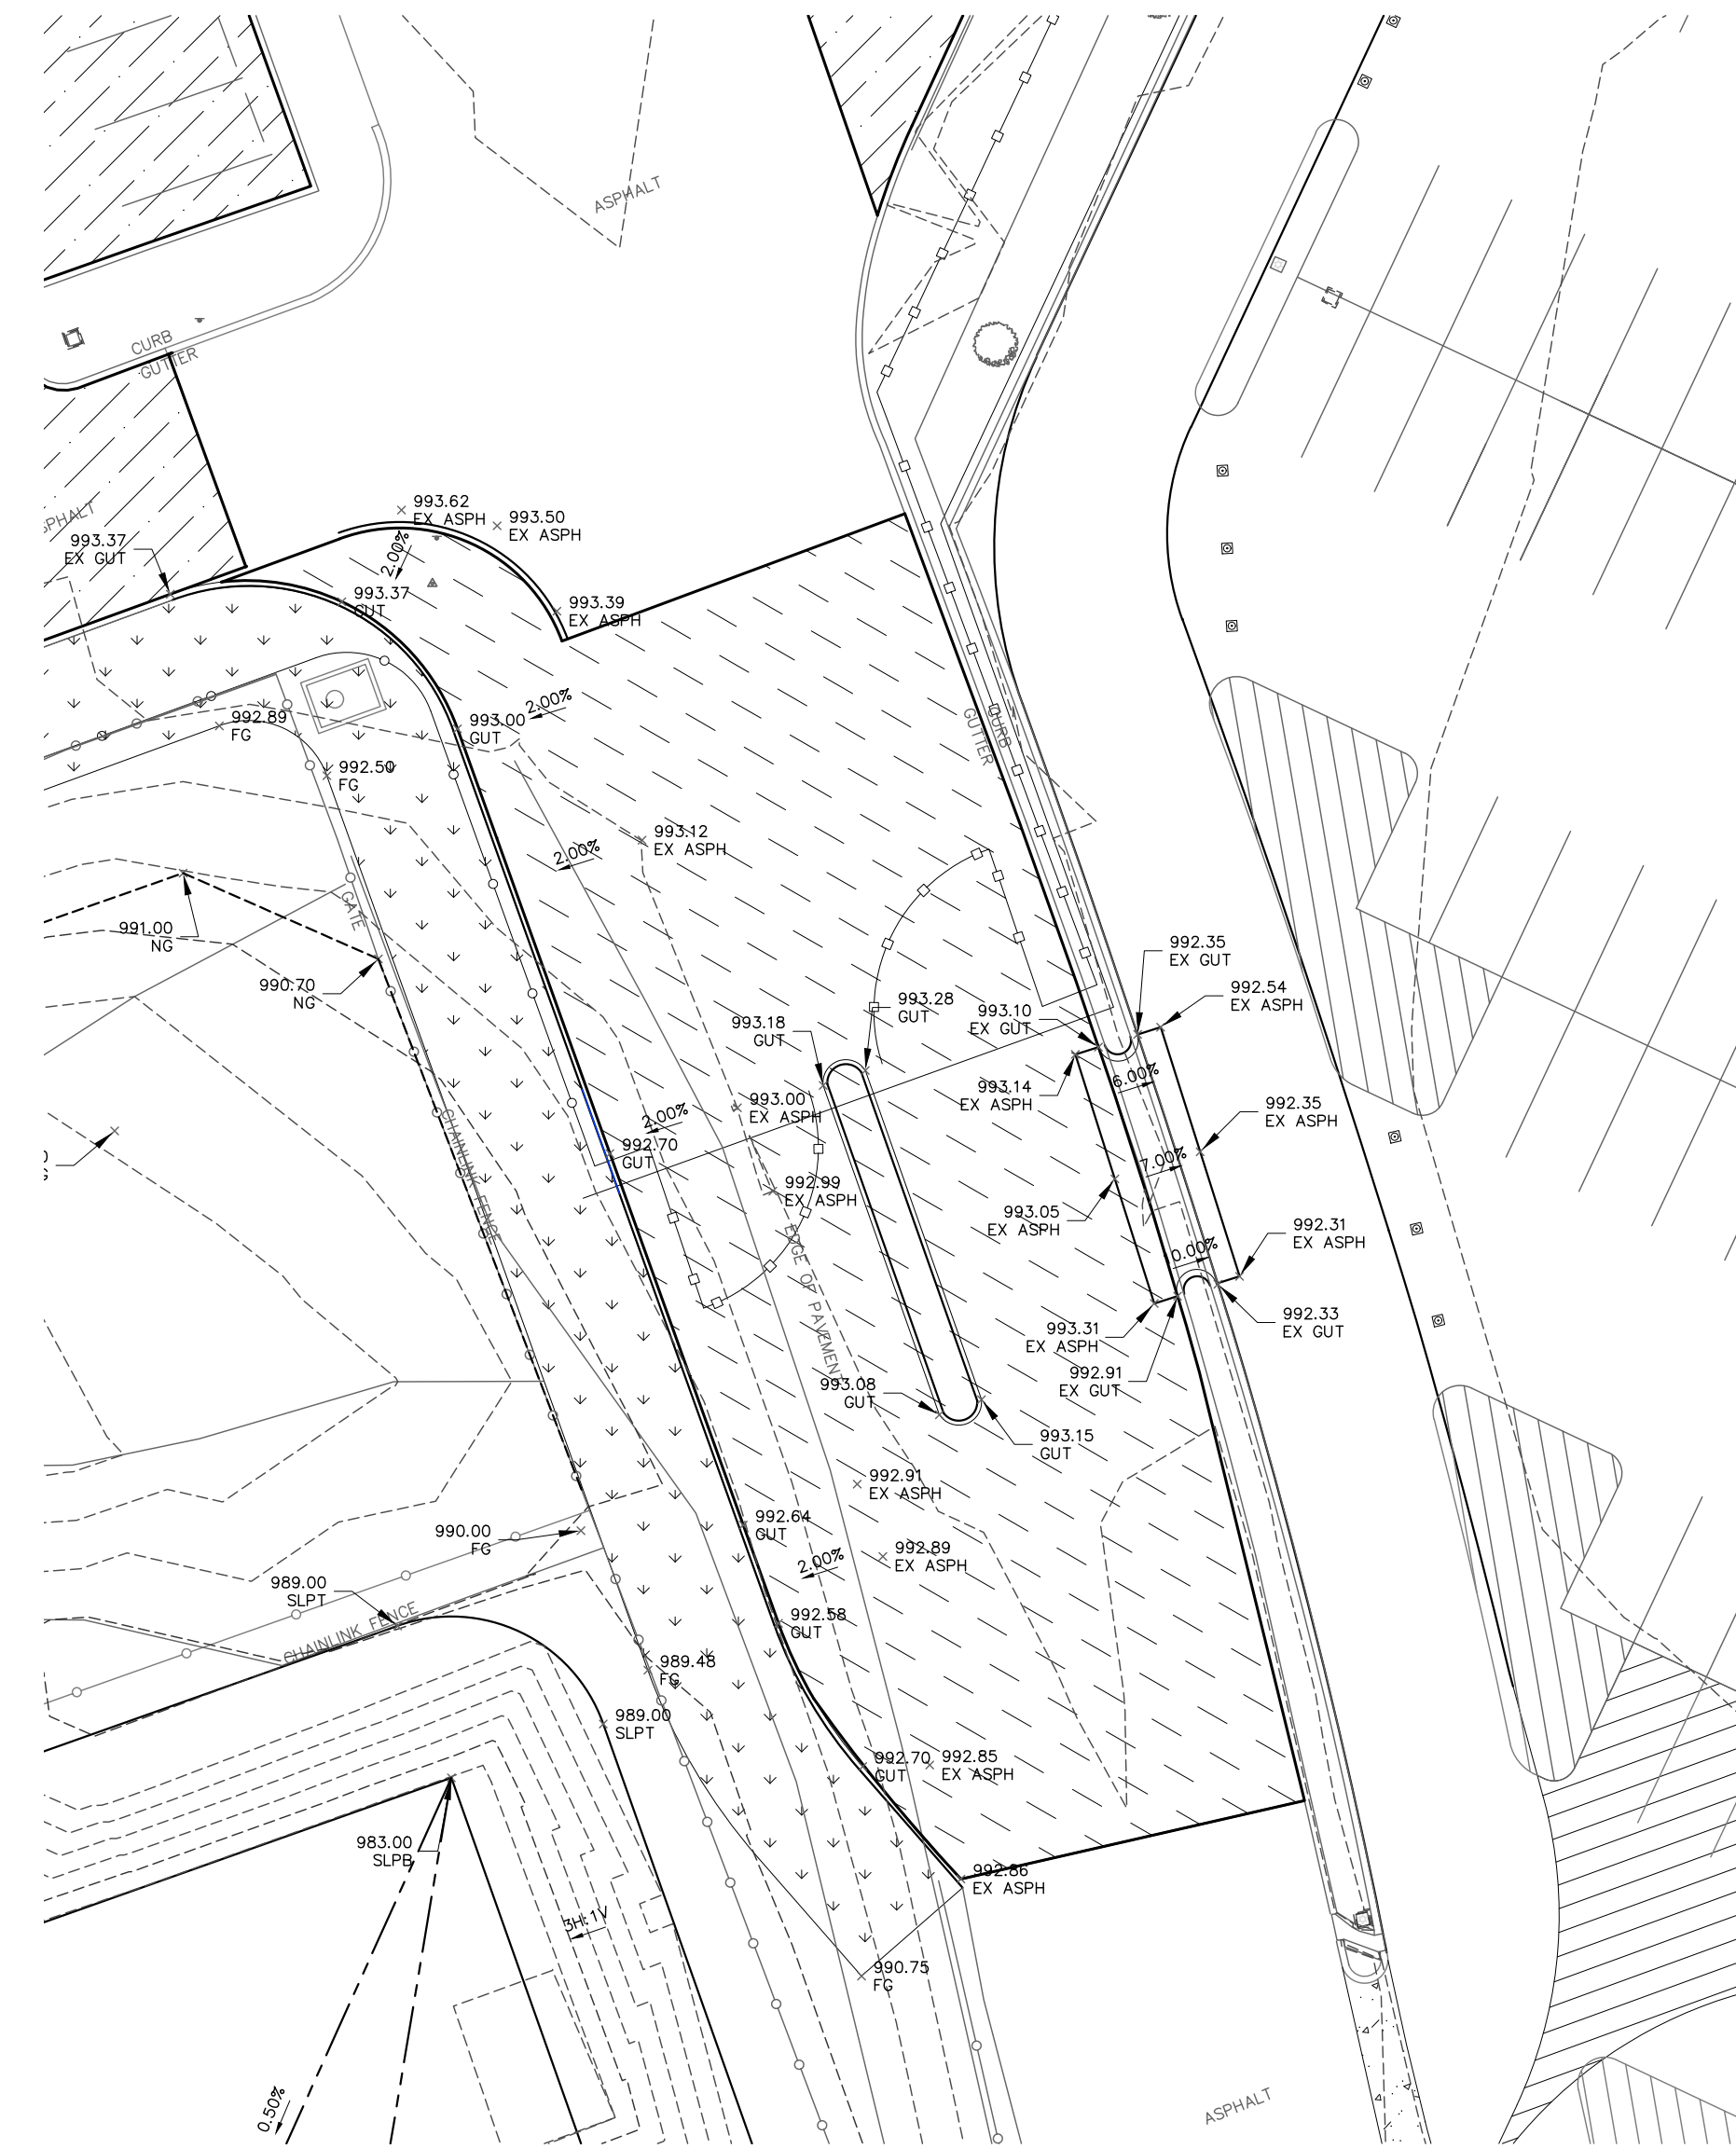 ASPHALT
CURB
GUTTER
993.62
EX ASPH
993.50
EX ASPH
2.00%
993.37
EX GUT
993.37
GUT
993.39
EX ASPH
992.89
FG
993.00
GUT
2.00%
992.50
FG
CURB
GUTTER
993.12
EX ASPH
2.00%
GATE
991.00
NG
990.70
NG
992.35
EX GUT
992.54
EX ASPH
993.28
GUT
993.10
EX GUT
993.18
GUT
993.14
EX ASPH
6.00%
993.00
EX ASPH
2.00%
992.35
EX ASPH
992.70
GUT
7.00%
CHAINLINK FENCE
992.99
EX ASPH
993.05
EX ASPH
992.31
EX ASPH
0.00%
EDGE OF PAVEMENT
993.31
EX ASPH
992.33
EX GUT
992.91
EX GUT
993.08
GUT
993.15
GUT
992.91
EX ASPH
990.00
FG
992.64
GUT
992.89
EX ASPH
2.00%
989.00
SLPT
CHAINLINK FENCE
992.58
GUT
989.48
FG
989.00
SLPT
992.70
GUT
992.85
EX ASPH
983.00
SLPB
992.86
EX ASPH
3H:1V
990.75
FG
0.50%
ASPHALT